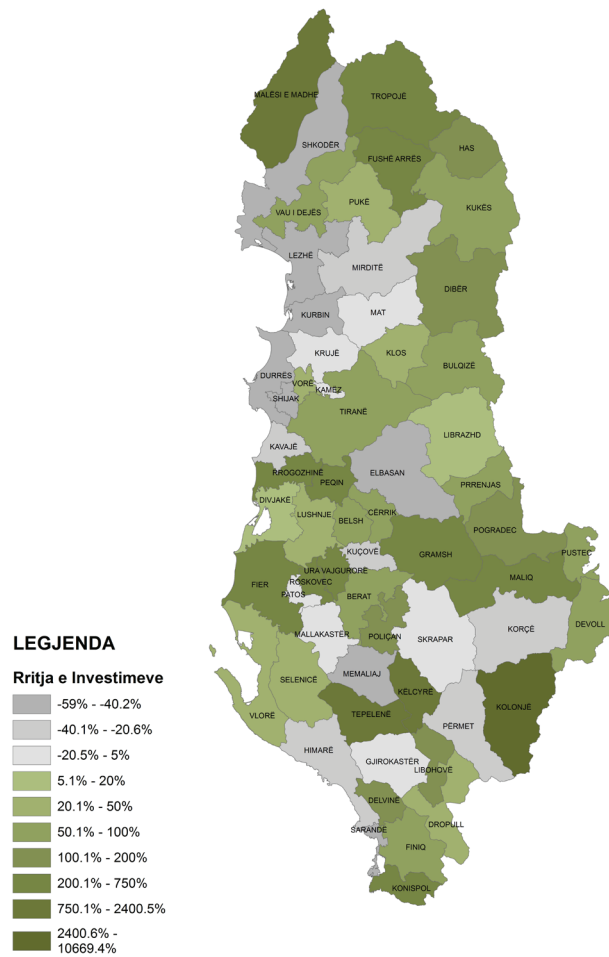 MALËSI E MADHE
TROPOJË
SHKODËR
HAS
FUSHË ARRËS
PUKË
KUKËS
VAU I DEJËS
LEZHË
MIRDITË
DIBËR
KURBIN
MAT
KRUJË
KLOS
BULQIZË
DURRËS
VORË
KAMËZ
SHIJAK
TIRANË
LIBRAZHD
KAVAJË
ELBASAN
RROGOZHINË
PEQIN
PRRENJAS
DIVJAKË
LUSHNJE
CËRRIK
BELSH
POGRADEC
KUÇOVË
GRAMSH
PUSTEC
URA VAJGURORË
FIER
ROSKOVEC
MALIQ
PATOS
BERAT
DEVOLL
MALLAKASTËR
POLIÇAN
SKRAPAR
KORÇË
MEMALIAJ
SELENICË
KËLCYRË
KOLONJË
VLORË
TEPELENË
PËRMET
HIMARË
GJIROKASTËR
LIBOHOVË
DELVINË
SARANDË
DROPULL
FINIQ
KONISPOL
LEGJENDA
Rritja e Investimeve
-59% - -40.2%
-40.1% - -20.6%
-20.5% - 5%
5.1% - 20%
20.1% - 50%
50.1% - 100%
100.1% - 200%
200.1% - 750%
750.1% - 2400.5%
2400.6% -
10669.4%